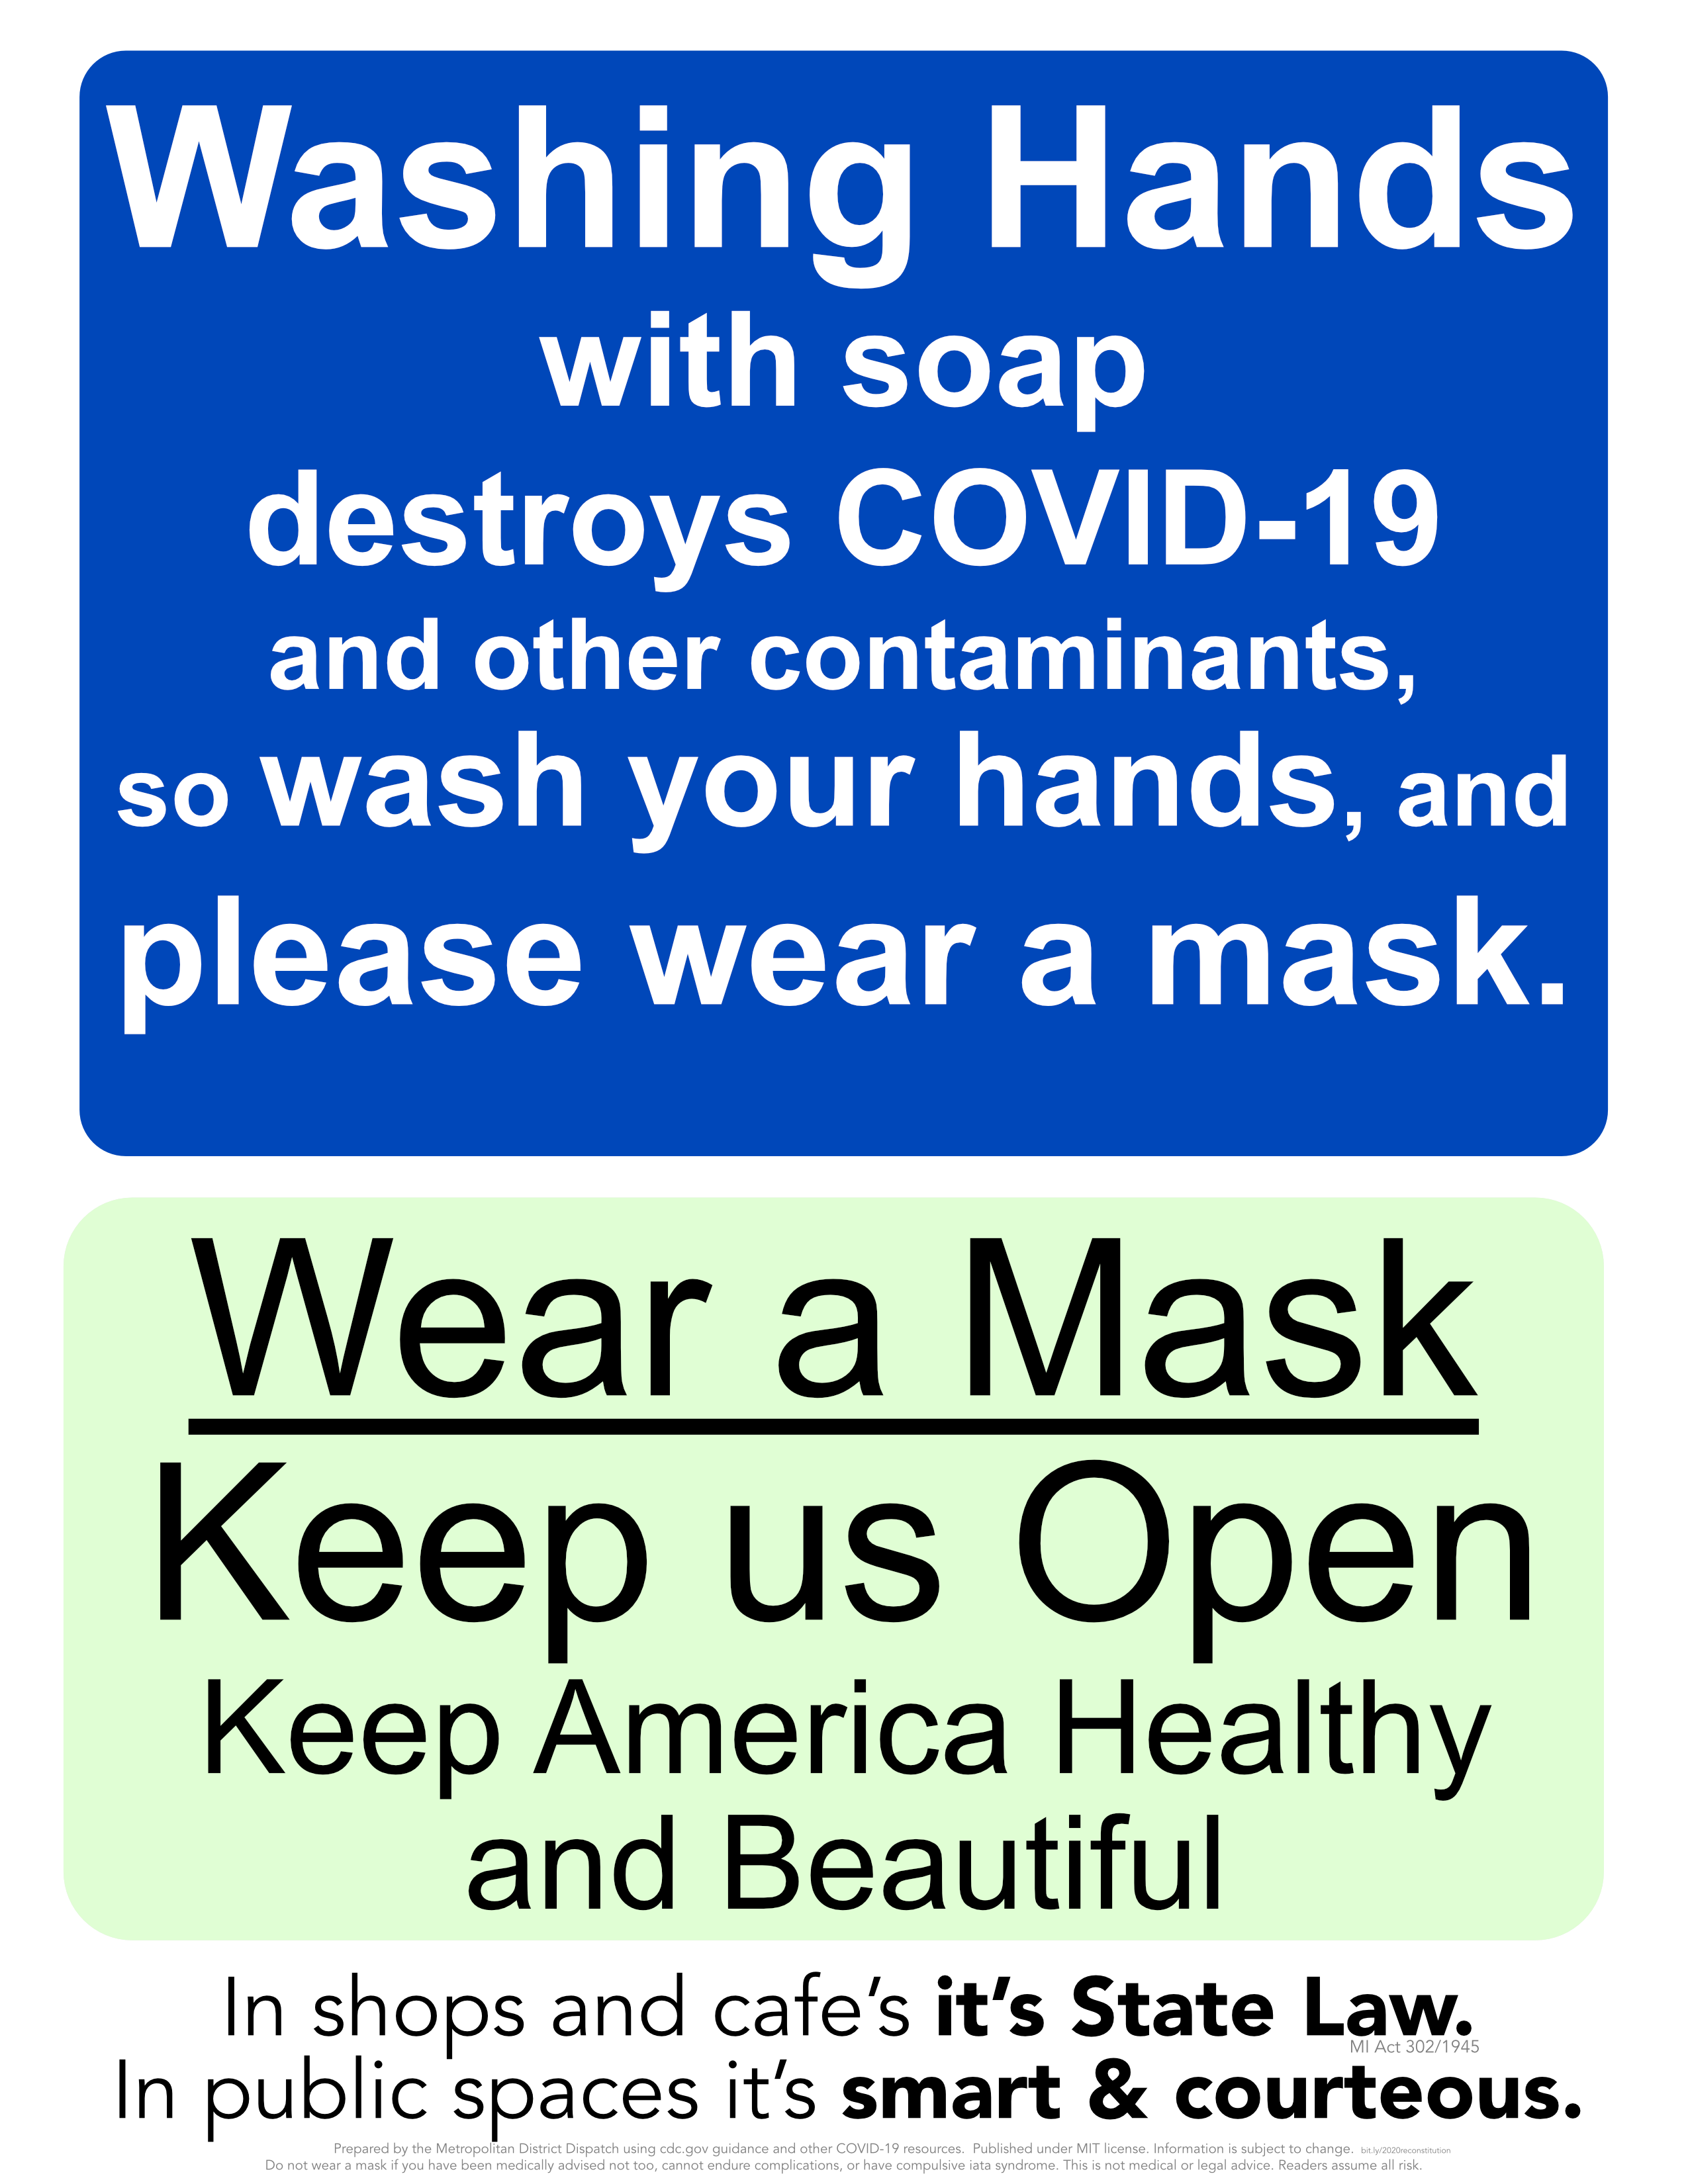 Washing Hands
with soap
destroys COVID-19
and other contaminants,
so wash your hands, and
please wear a mask.
Wear a Mask
Keep us Open
Keep America Healthy
and Beautiful
In shops and cafe’s it’s State Law.
MI Act 302/1945
In public spaces it’s smart & courteous.
Prepared by the Metropolitan District Dispatch using cdc.gov guidance and other COVID-19 resources. Published under MIT license. Information is subject to change. bit.ly/2020reconstitution
Do not wear a mask if you have been medically advised not too, cannot endure complications, or have compulsive iata syndrome. This is not medical or legal advice. Readers assume all risk.